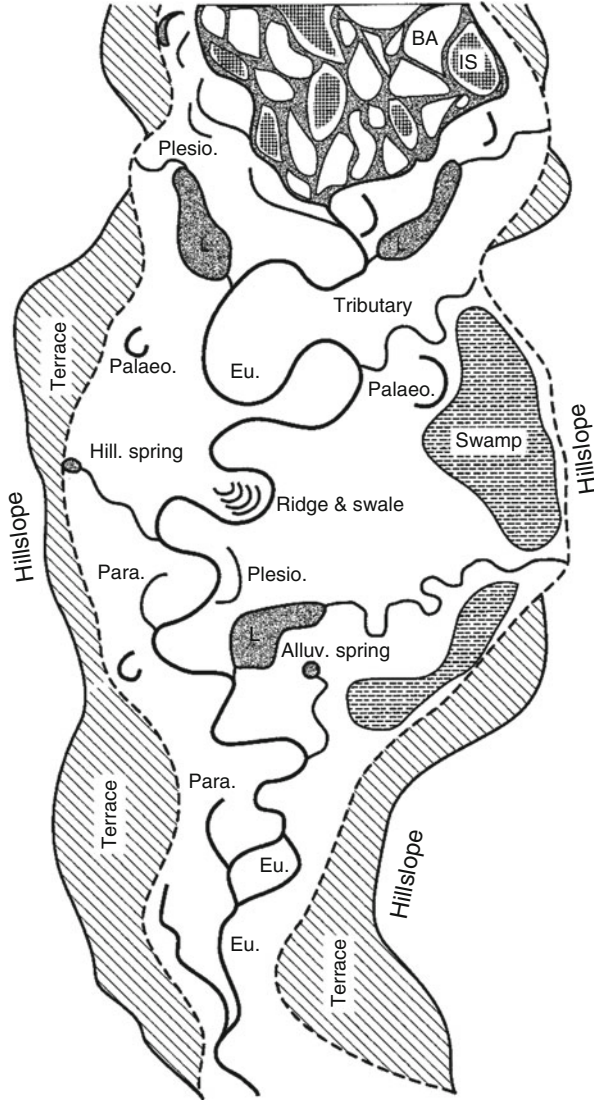 BA
IS
Plesio.
L
L
Tributary
Terrace
Palaeo.
Eu.
Palaeo.
Swamp
Hillslope
Hill. spring
Ridge & swale
Hillslope
Para.
Plesio.
L
Alluv. spring
Para.
Terrace
Eu.
Hillslope
Eu.
Terrace